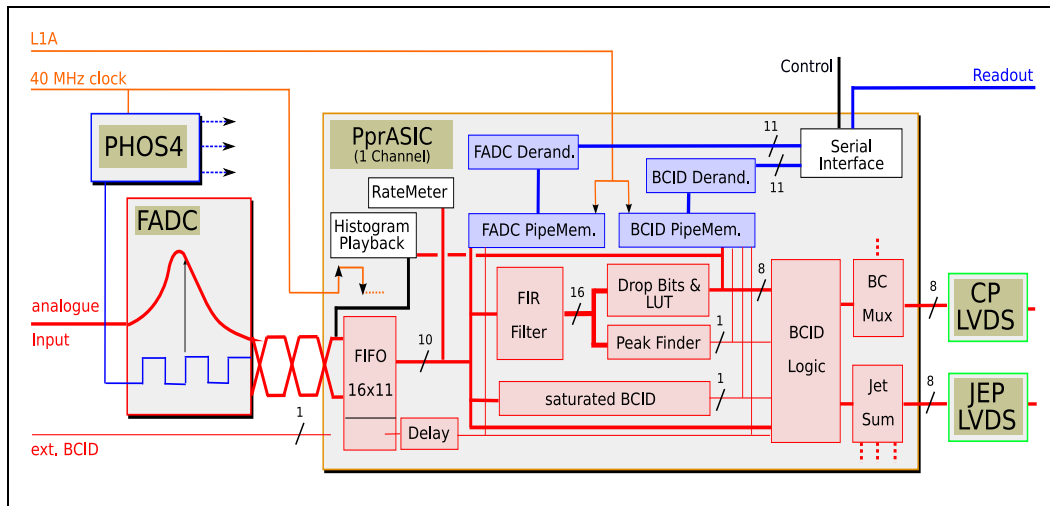 L1A
40 MHz clock
Control
Readout
PHOS4
PprASIC
(1 Channel)
FADC Derand.
11
Serial
Interface
BCID Derand.
11
RateMeter
FADC
Histogram
Playback
FADC PipeMem.
BCID PipeMem.
analogue
Input
FIR
Filter
16
Drop Bits &
LUT
8
BCID
Logic
BC
Mux
8
CP
LVDS
FIFO
16x11
10
Peak Finder
1
saturated BCID
1
Jet
Sum
8
JEP
LVDS
1
ext. BCID
Delay